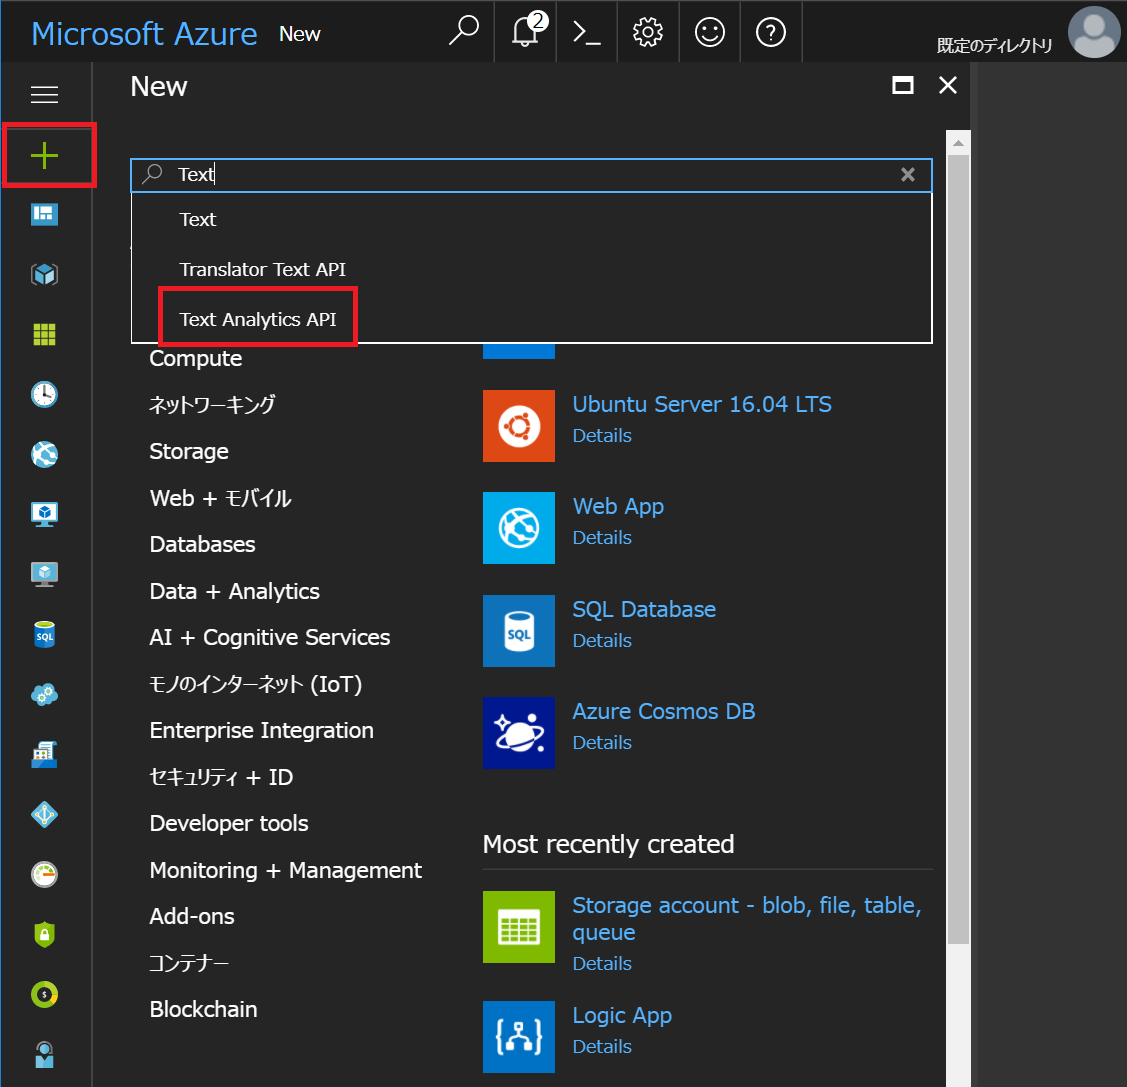 Microsoft Azure New
2
既定のディレクトリ
New
Text
Text
Translator Text API
Text Analytics API
Compute
ネットワーキング
Storage
Web + モバイル
Databases
Data + Analytics
AI + Cognitive Services
モノのインターネット (IoT)
Enterprise Integration
セキュリティ + ID
Developer tools
Monitoring + Management
Add-ons
コンテナー
Blockchain
Ubuntu Server 16.04 LTS
Details
Web App
Details
SQL
SQL Database
Details
Azure Cosmos DB
Details
Most recently created
Storage account - blob, file, table,
queue
Details
Logic App
Details
SQL